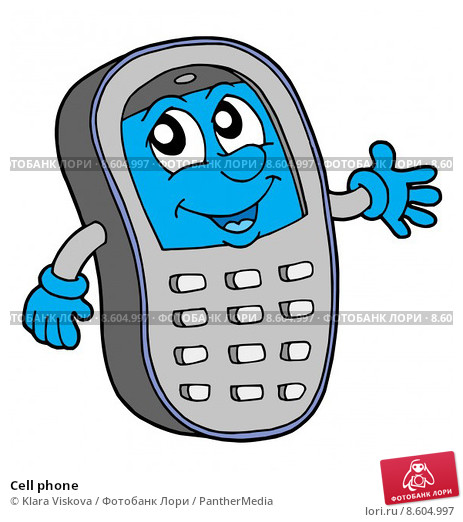 ТОБАНК ЛОРИ · 8.604.997 · ФОТОБАНК ЛОРИ · 8.604.997 · ФОТОБАНК ЛОРИ · 8.60
ТОБАНК ЛОРИ · 8.604.997 · ФОТОБАНК ЛОРИ · 8.604.997 · ФОТОБАНК ЛОРИ · 8.60
Cell phone
© Klara Viskova / Фотобанк Лори / PantherMedia
ФОТОБАНК ЛОРИ
lori.ru/8.604.997